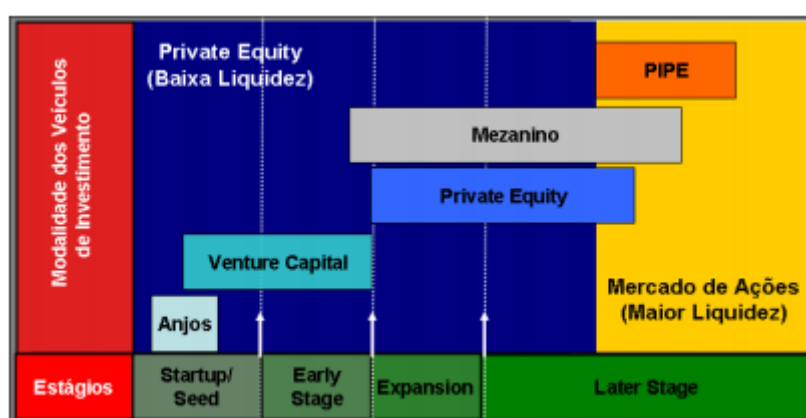 Modalidade dos Veículos
de Investimento
Private Equity
(Baixa Liquidez)
PIPE
Mezanino
Private Equity
Venture Capital
Mercado de Ações
(Maior Liquidez)
Anjos
Estágios
Startup/
Seed
Early
Stage
Expansion
Later Stage